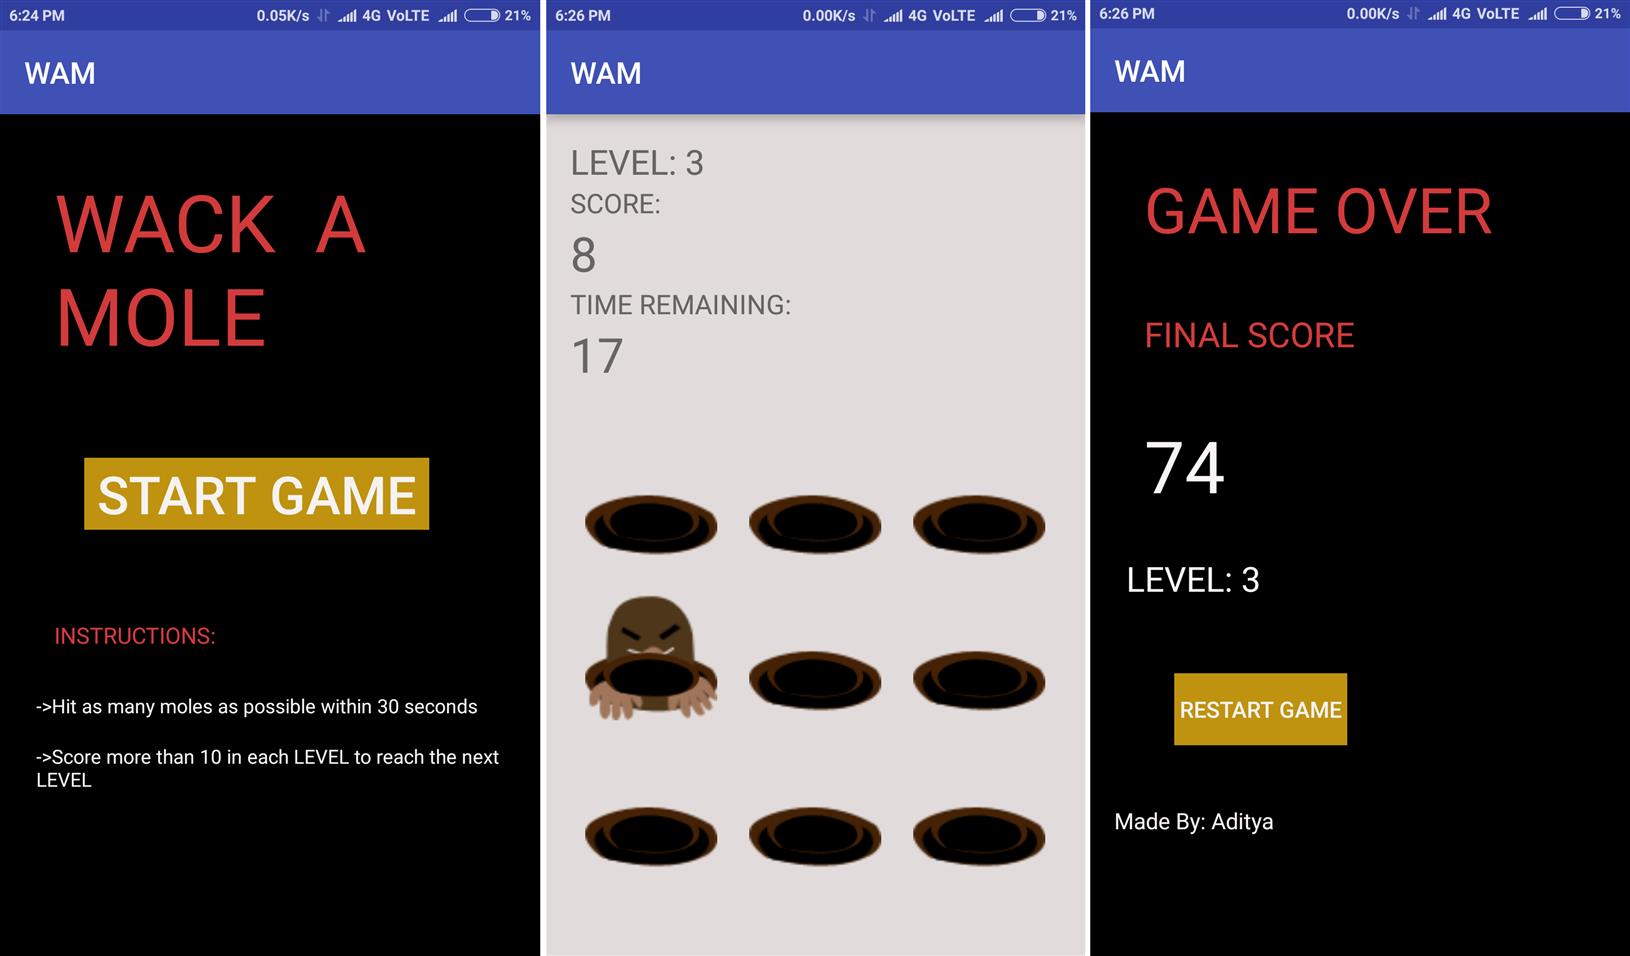 6:24 PM 0.05K/s 4G VoLTE 21%
WAM
WACK A
MOLE
START GAME
INSTRUCTIONS:
->Hit as many moles as possible within 30 seconds
->Score more than 10 in each LEVEL to reach the next
LEVEL
6:26 PM 0.00K/s 4G VoLTE 21%
WAM
LEVEL: 3
SCORE:
8
TIME REMAINING:
17
6:26 PM 0.00K/s 4G VoLTE 21%
WAM
GAME OVER
FINAL SCORE
74
LEVEL: 3
RESTART GAME
Made By: Aditya